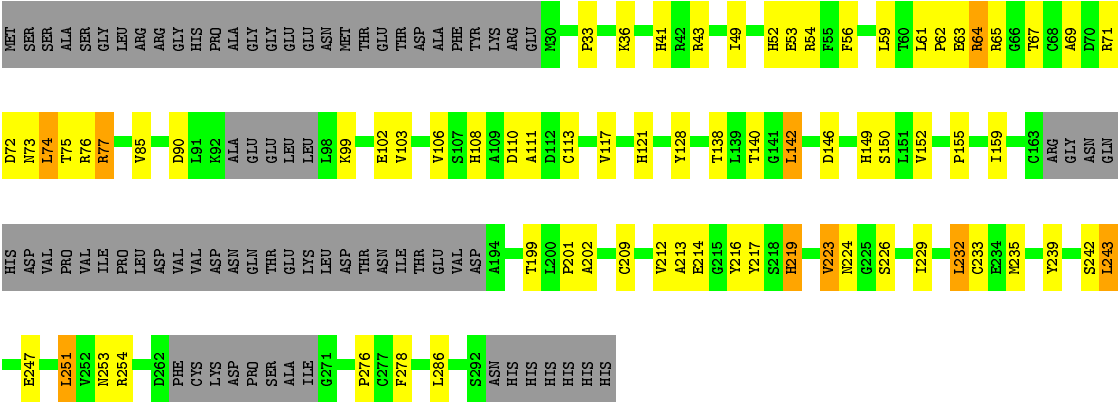 MET SER SER ALA SER GLY LEU ARG ARG GLY HIS PRO ALA GLY GLY GLU GLU ASN MET THR GLU THR ASP ALA PHE TYR LYS ARG GLU M30 P33 K36 H41 R42 R43 I49 H52 E53 R54 F55 F56 L59 T60 L61 P62 E63 R64 R65 G66 T67 C68 A69 D70 R71
D72 N73 L74 T75 R76 R77 V85 D90 L91 K92 ALA GLU GLU LEU LEU L98 K99 E102 V103 V106 S107 H108 A109 D110 A111 D112 C113 V117 H121 Y128 T138 L139 T140 G141 L142 D146 H149 S150 L151 V152 P155 I159 C163 ARG GLY ASN GLN
HIS ASP VAL PRO VAL ILE PRO LEU ASP VAL VAL ASP ASN GLN THR GLU LYS LEU ASP THR ASN ILE THR GLU VAL ASP A194 T199 L200 P201 A202 C209 V212 A213 E214 G215 Y216 Y217 S218 H219 V223 N224 G225 S226 I229 L232 C233 E234 M235 Y239 S242 L243
E247 L251 V252 N253 R254 D262 PHE CYS LYS ASP PRO SER ALA ILE G271 P276 C277 F278 L286 S292 ASN HIS HIS HIS HIS HIS HIS